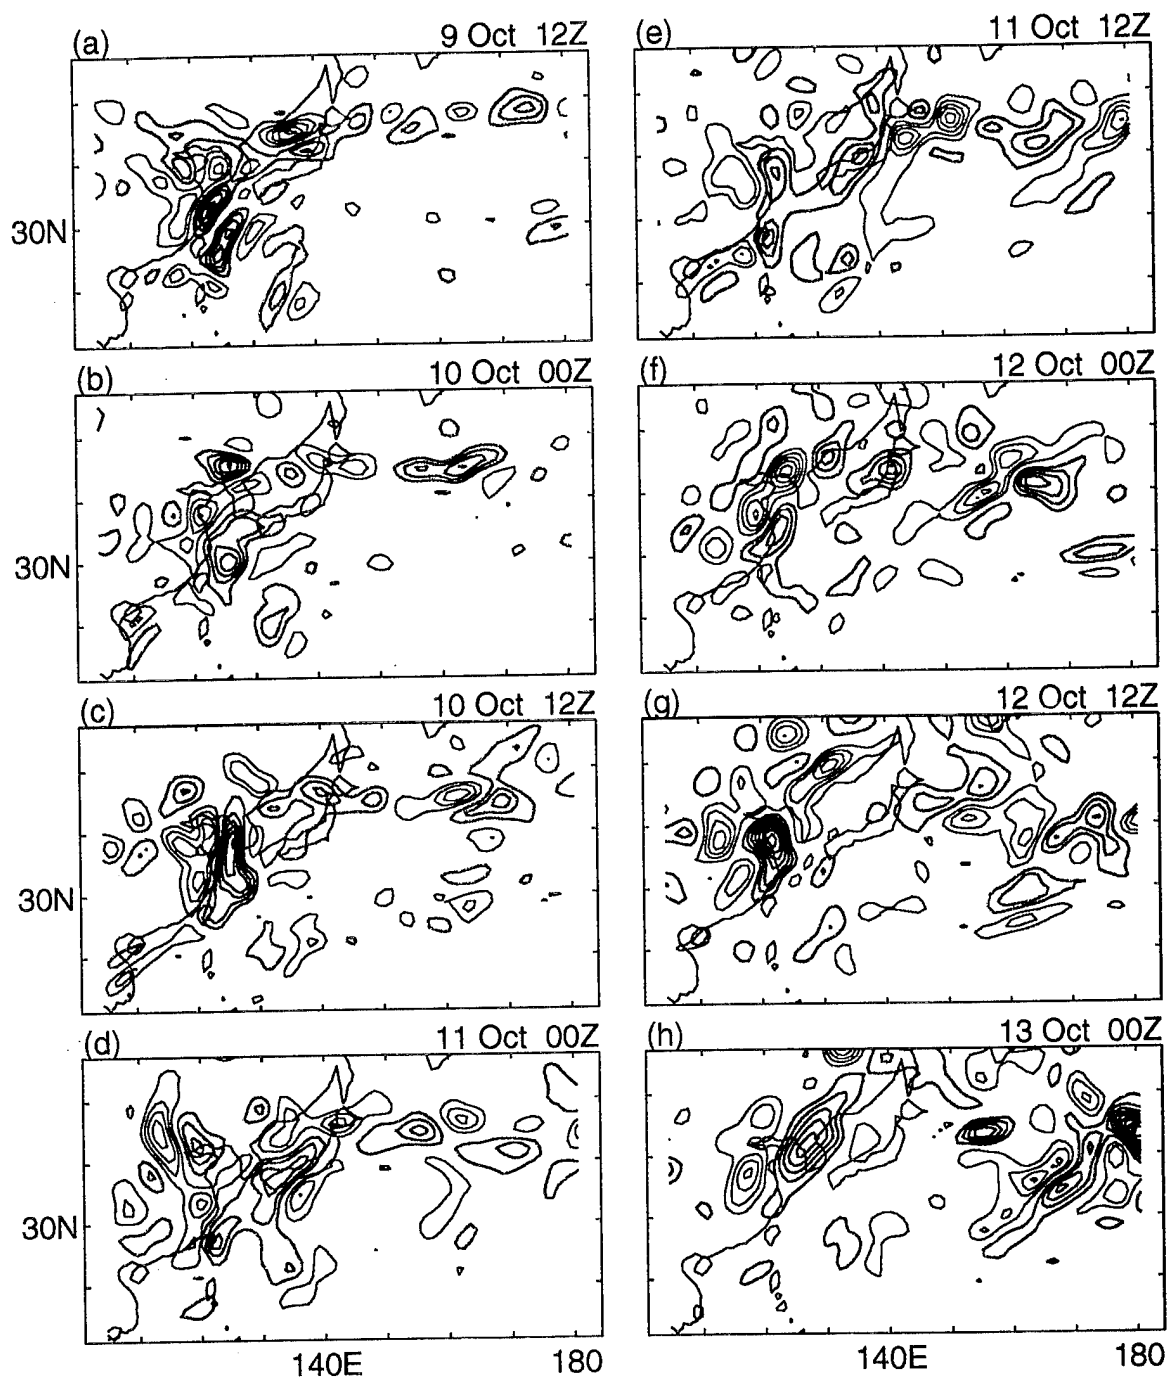 (a) 9 Oct 12Z
30N
(b) 10 Oct 00Z
30N
(c) 10 Oct 12Z
30N
(d) 11 Oct 00Z
30N
140E 180
(e) 11 Oct 12Z
(f) 12 Oct 00Z
(g) 12 Oct 12Z
(h) 13 Oct 00Z
140E 180